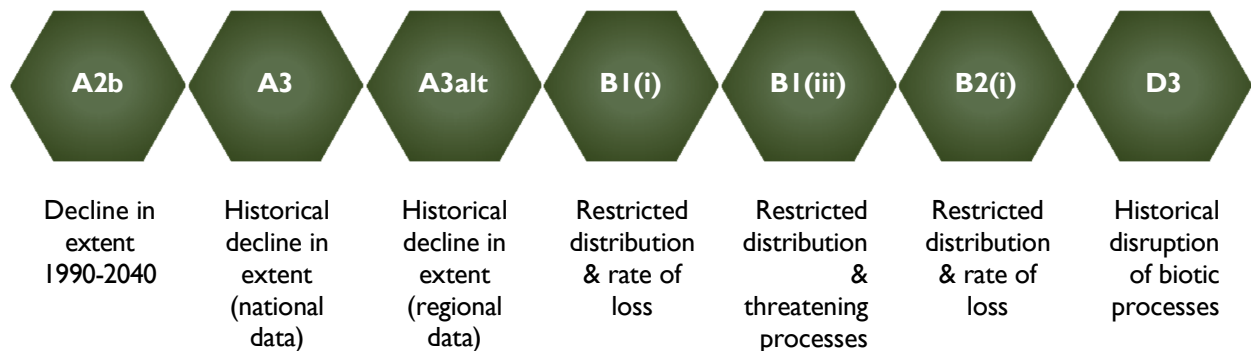 A2b
A3
A3alt
B1(i)
B1(iii)
B2(i)
D3
Decline in
extent
1990-2040
Historical
decline in
extent
(national
data)
Historical
decline in
extent
(regional
data)
Restricted
distribution
& rate of
loss
Restricted
distribution
&
threatening
processes
Restricted
distribution
& rate of
loss
Historical
disruption
of biotic
processes